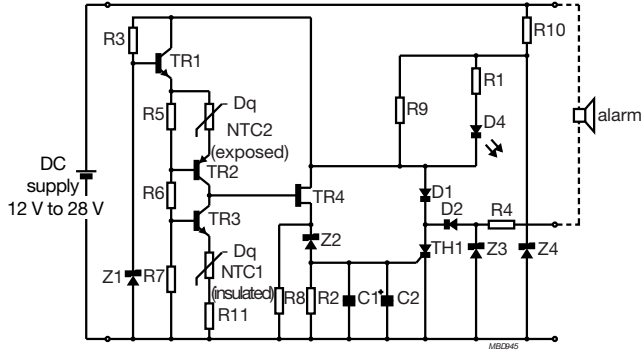 R3
TR1
R10
R5
Dq
NTC2
(exposed)
R1
R9
D4
alarm
DC
supply
12 V to 28 V
TR2
R6
TR3
TR4
D1
D2
R4
Dq
NTC1
(insulated)
Z2
TH1
Z3
Z4
Z1
R7
R11
R8
R2
C1
+
C2
MBD945